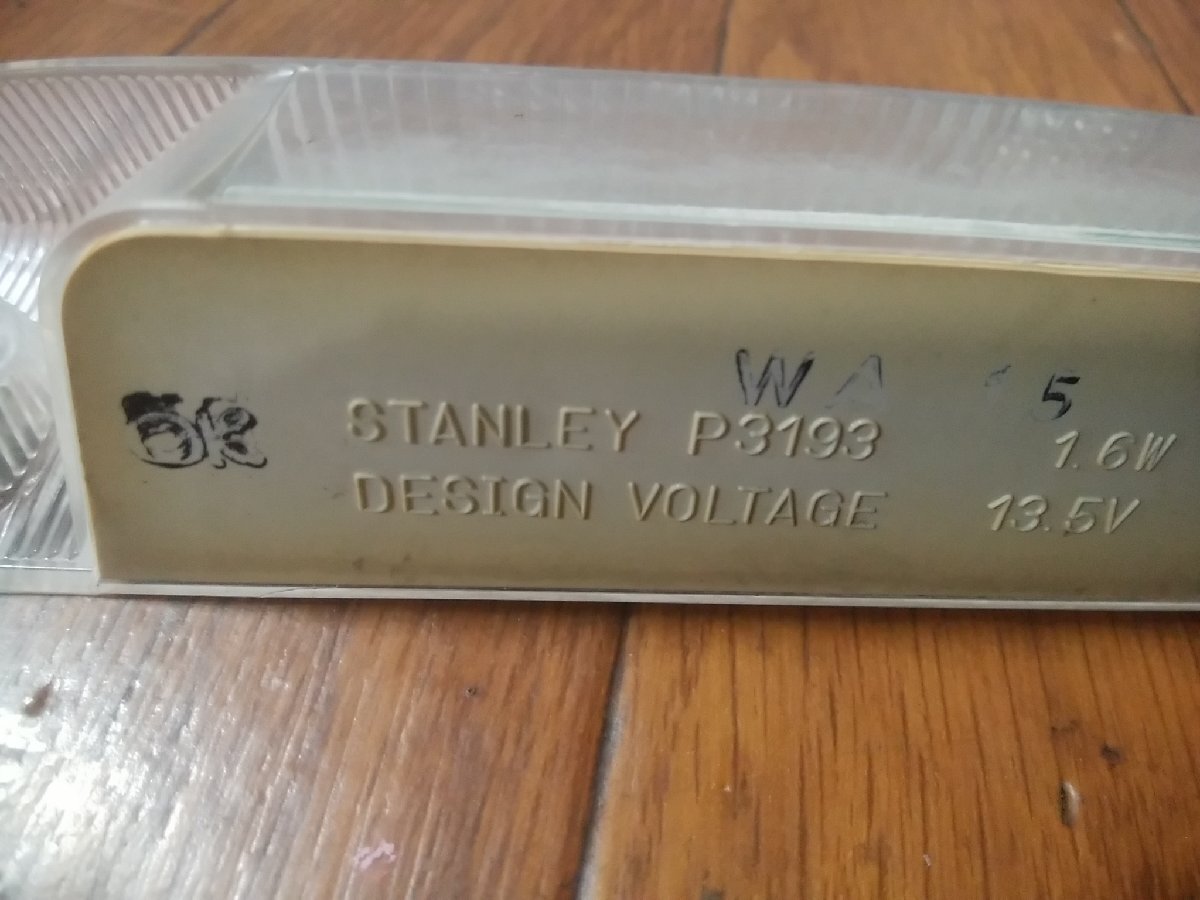 WA 5
STANLEY P3193 1.6W
DESIGN VOLTAGE 13.5V